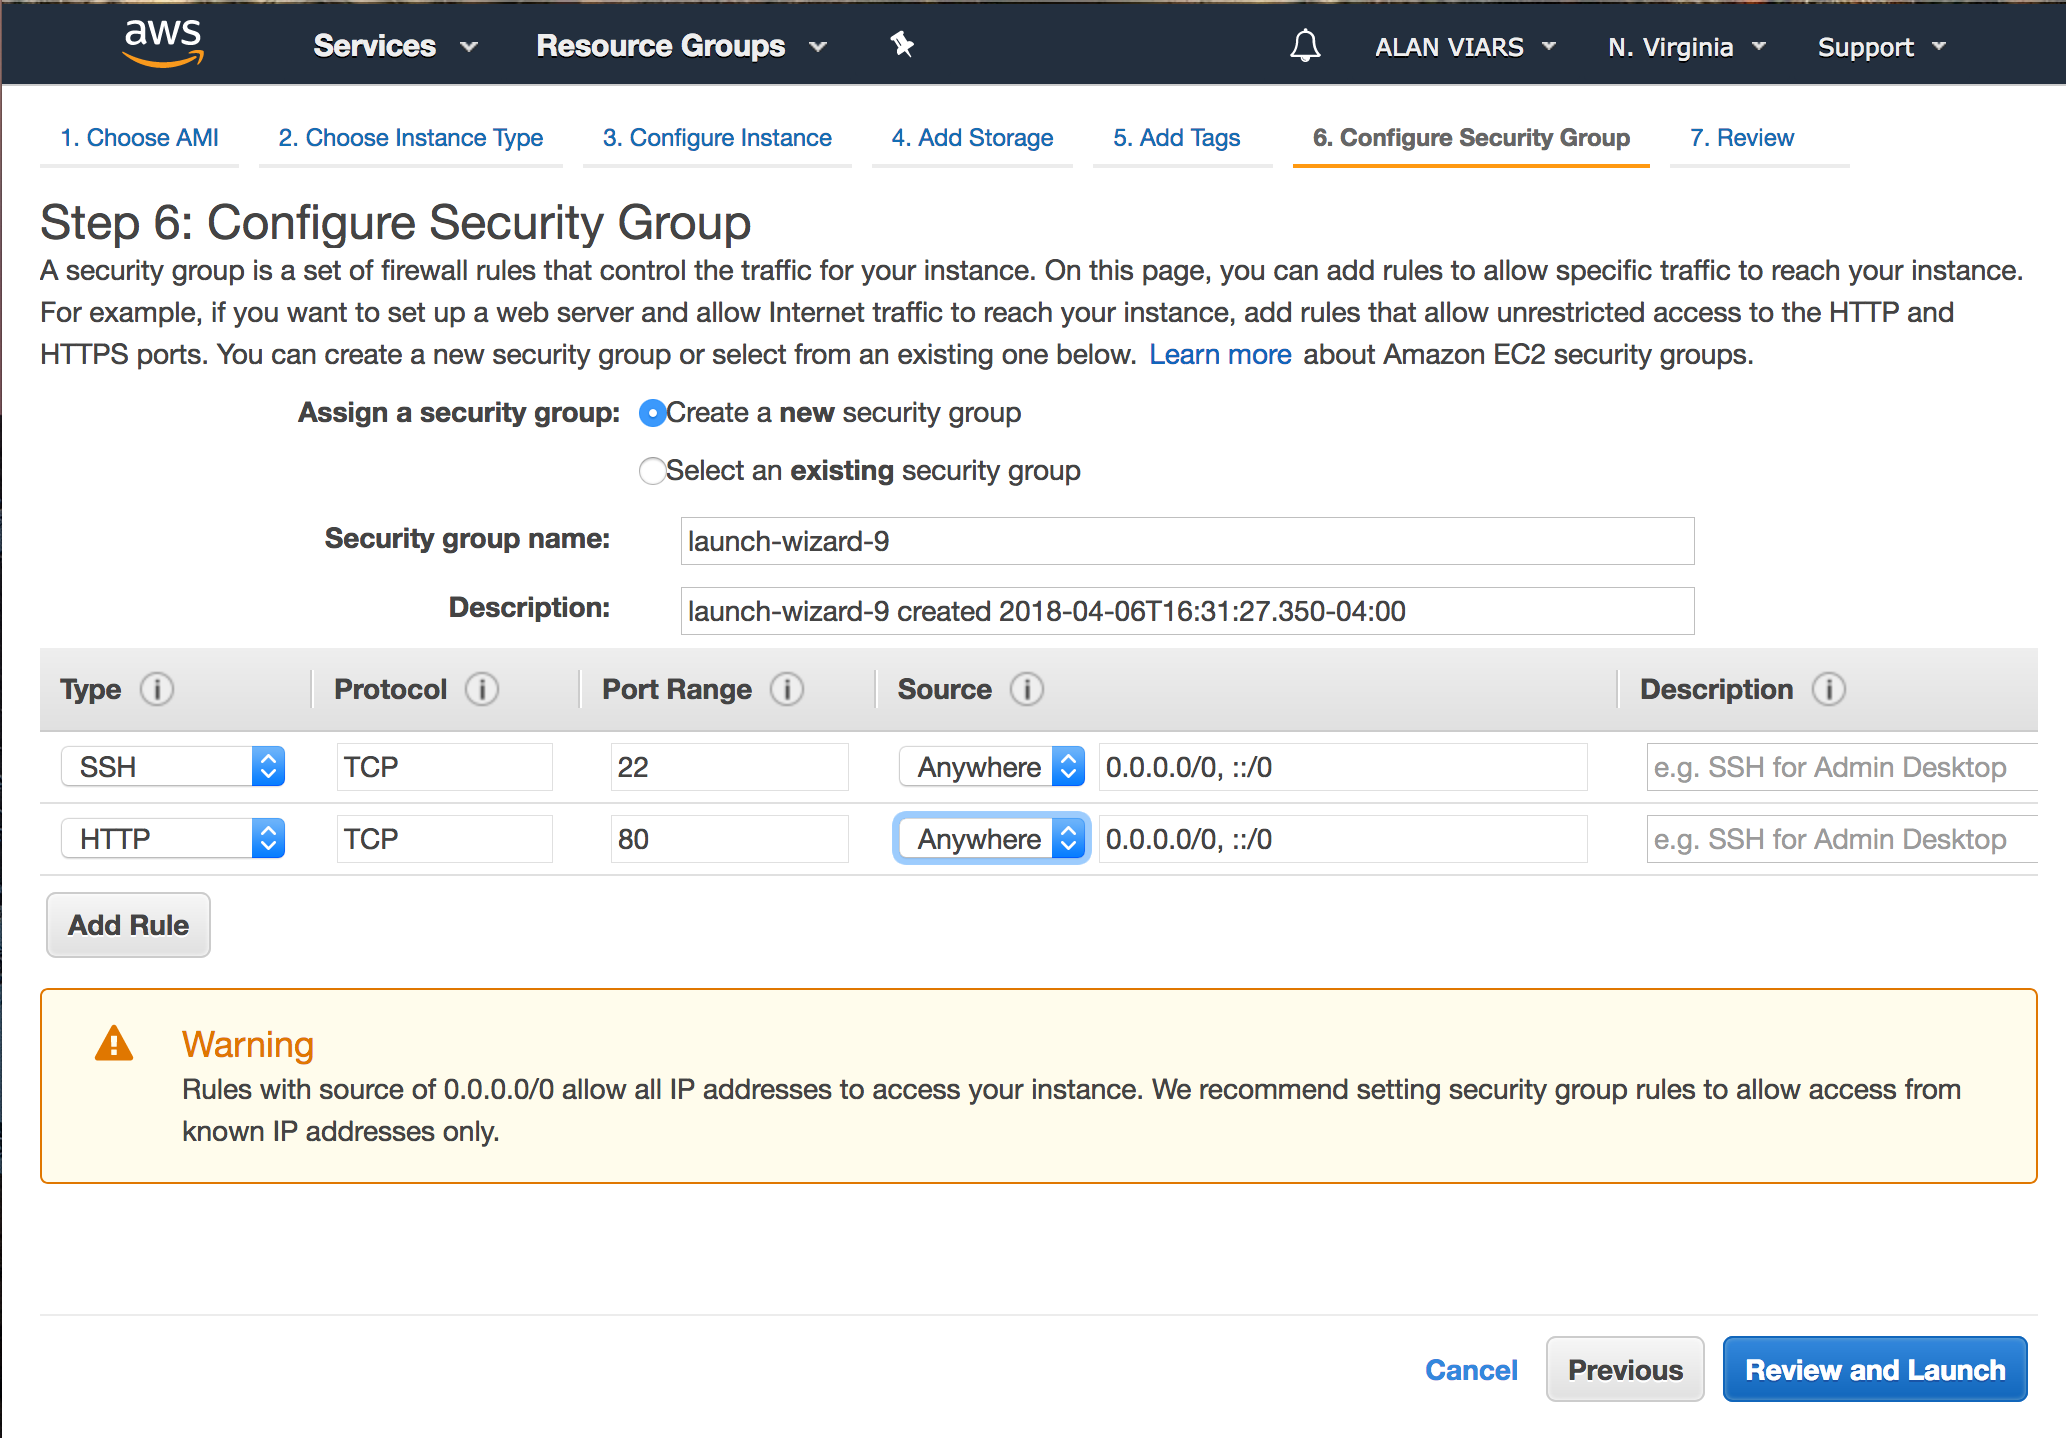 aws Services Resource Groups ALAN VIARS N. Virginia Support
1. Choose AMI 2. Choose Instance Type 3. Configure Instance 4. Add Storage 5. Add Tags 6. Configure Security Group 7. Review
Step 6: Configure Security Group
A security group is a set of firewall rules that control the traffic for your instance. On this page, you can add rules to allow specific traffic to reach your instance.
For example, if you want to set up a web server and allow Internet traffic to reach your instance, add rules that allow unrestricted access to the HTTP and
HTTPS ports. You can create a new security group or select from an existing one below. Learn more about Amazon EC2 security groups.
Assign a security group: Create a new security group
Select an existing security group
Security group name: launch-wizard-9
Description: launch-wizard-9 created 2018-04-06T16:31:27.350-04:00
Type i Protocol i Port Range i Source i Description i
SSH TCP 22 Anywhere 0.0.0.0/0, ::/0 e.g. SSH for Admin Desktop
HTTP TCP 80 Anywhere 0.0.0.0/0, ::/0 e.g. SSH for Admin Desktop
Add Rule
Warning
Rules with source of 0.0.0.0/0 allow all IP addresses to access your instance. We recommend setting security group rules to allow access from
known IP addresses only.
Cancel Previous Review and Launch